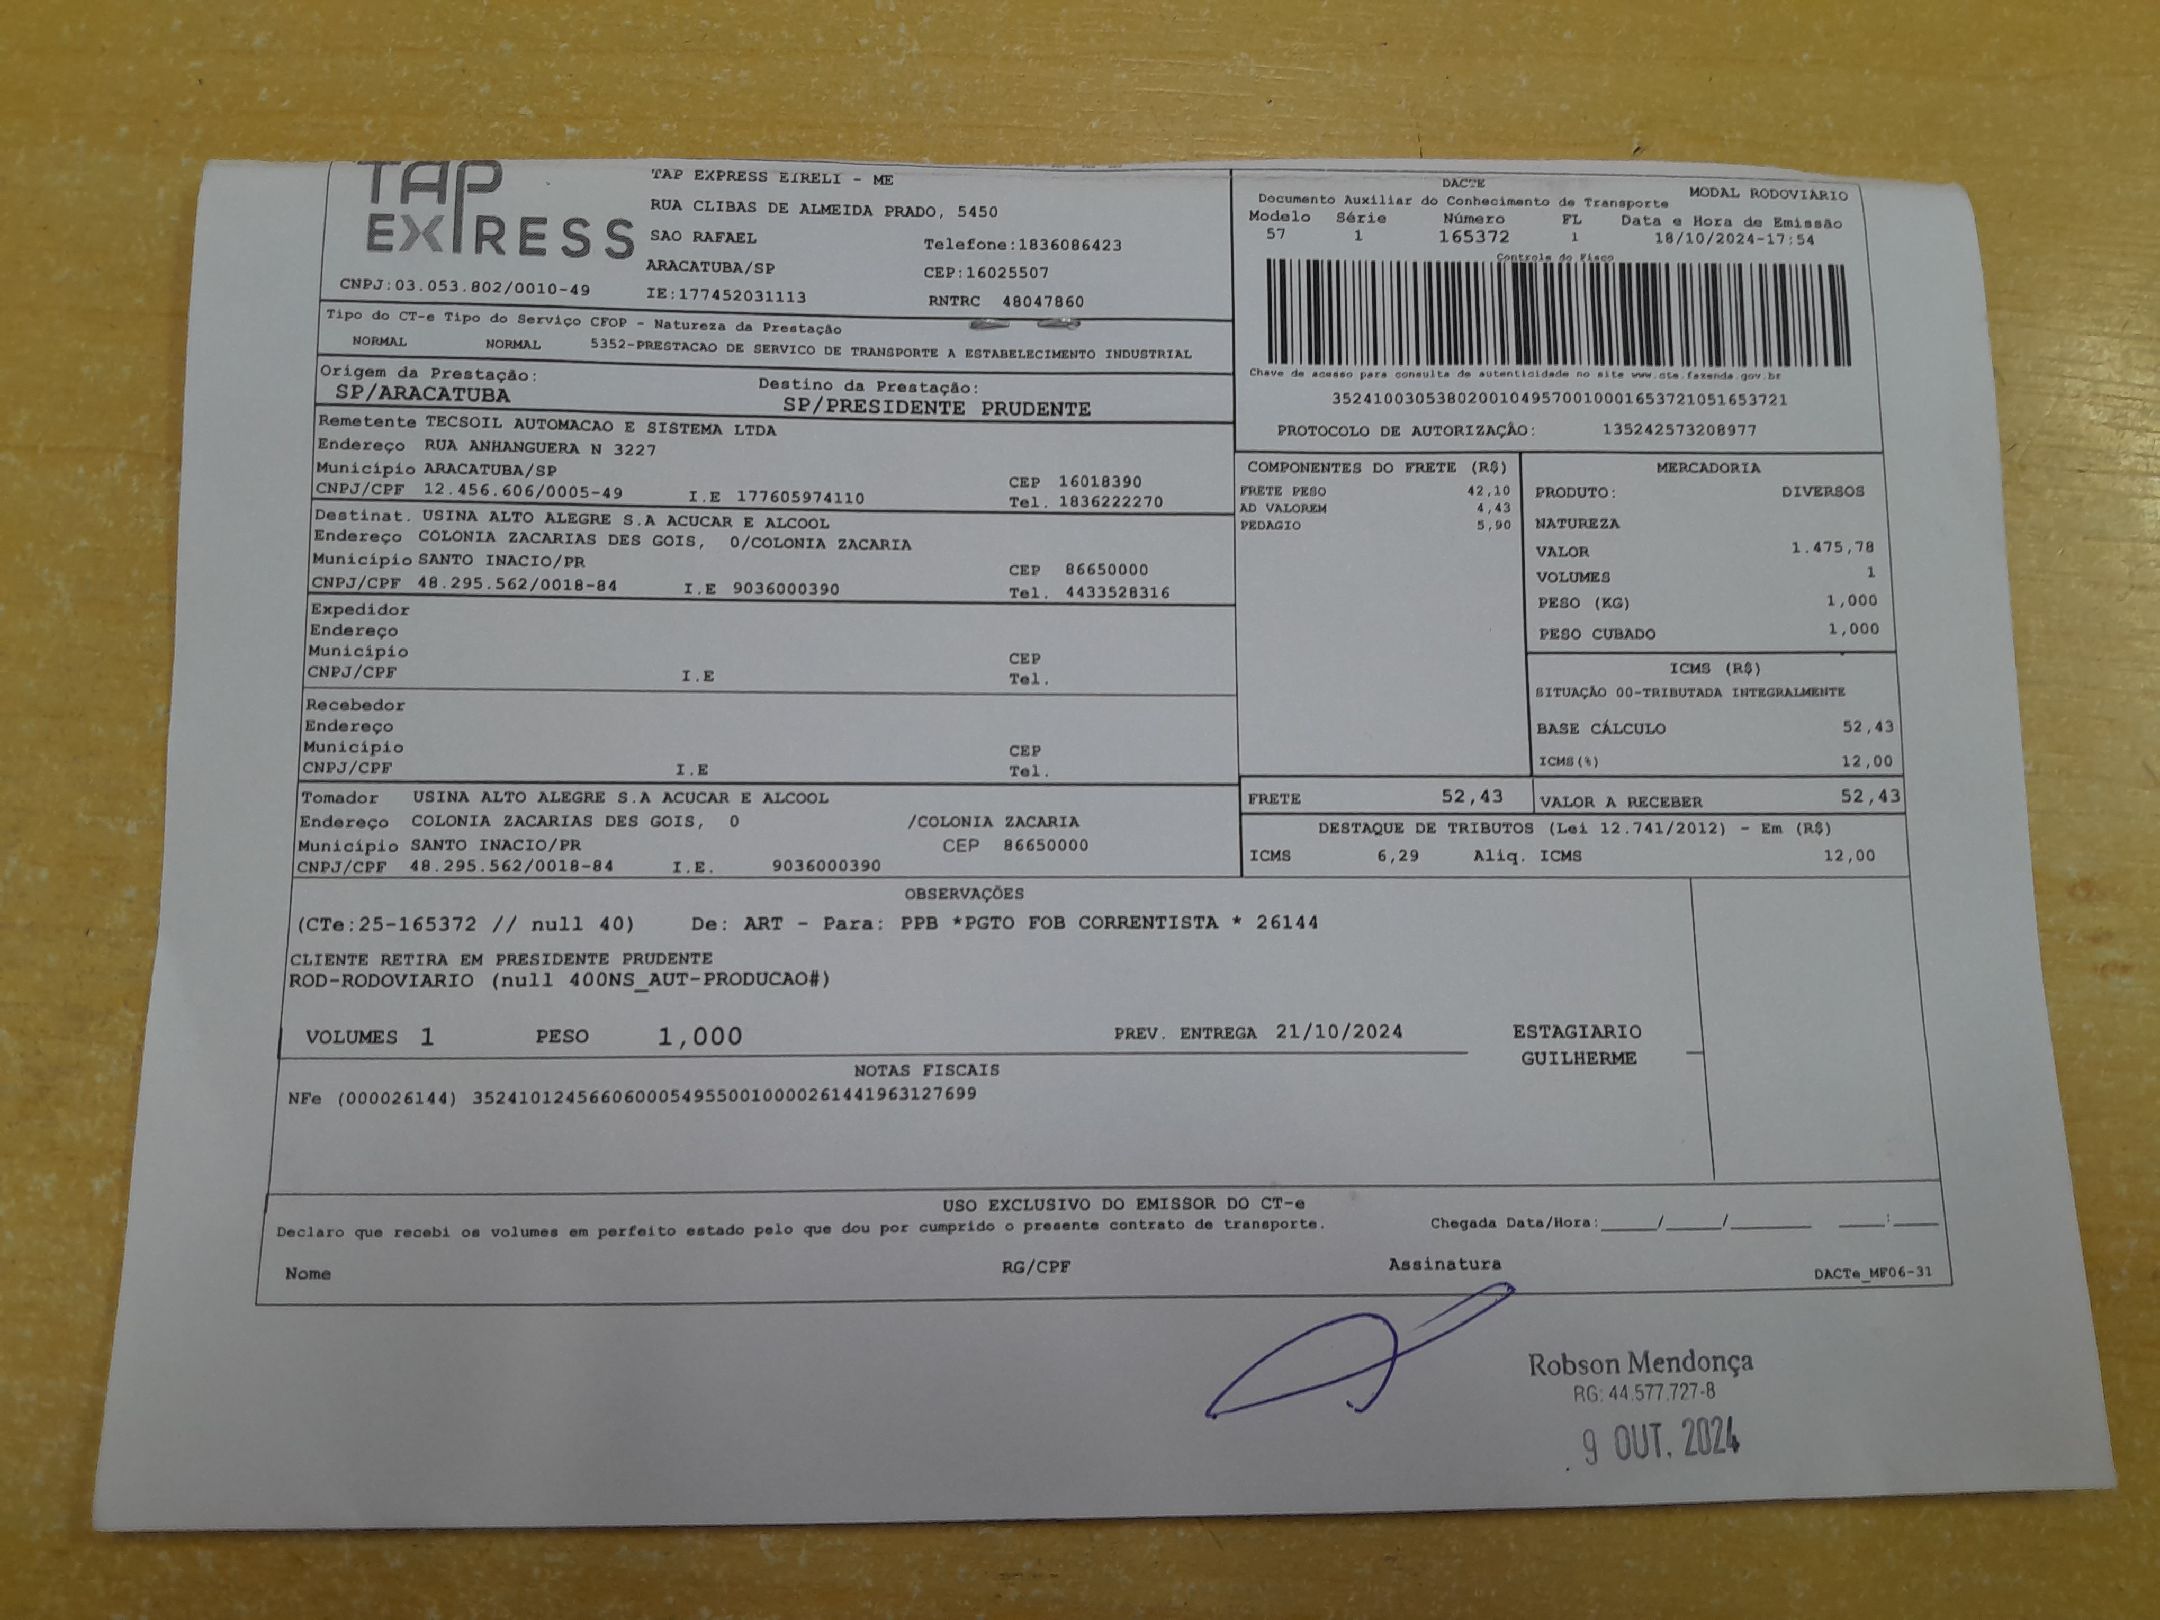 TAP EXPRESS
TAP EXPRESS EIRELI - ME
RUA CLIBAS DE ALMEIDA PRADO, 5450
SAO RAFAEL Telefone:1836086423
ARACATUBA/SP CEP:16025507
CNPJ:03.053.802/0010-49 IE:177452031113 RNTRC 48047860
DACTE MODAL RODOVIARIO
Documento Auxiliar do Conhecimento de Transporte
Modelo Série Número FL Data e Hora de Emissão
57 1 165372 1 18/10/2024-17:54
Controle do Fisco
Chave de acesso para consulta de autenticidade no site www.cte.fazenda.gov.br
35241003053802001049570010001653721051653721
PROTOCOLO DE AUTORIZAÇÃO: 135242573208977
Tipo do CT-e Tipo do Serviço CFOP - Natureza da Prestação
NORMAL NORMAL 5352-PRESTACAO DE SERVICO DE TRANSPORTE A ESTABELECIMENTO INDUSTRIAL
Origem da Prestação: Destino da Prestação:
SP/ARACATUBA SP/PRESIDENTE PRUDENTE
Remetente TECSOIL AUTOMACAO E SISTEMA LTDA
Endereço RUA ANHANGUERA N 3227
Município ARACATUBA/SP CEP 16018390
CNPJ/CPF 12.456.606/0005-49 I.E 177605974110 Tel. 1836222270
Destinat. USINA ALTO ALEGRE S.A ACUCAR E ALCOOL
Endereço COLONIA ZACARIAS DES GOIS, 0/COLONIA ZACARIA
Município SANTO INACIO/PR CEP 86650000
CNPJ/CPF 48.295.562/0018-84 I.E 9036000390 Tel. 4433528316
Expedidor
Endereço
Município CEP
CNPJ/CPF I.E Tel.
Recebedor
Endereço
Município CEP
CNPJ/CPF I.E Tel.
Tomador USINA ALTO ALEGRE S.A ACUCAR E ALCOOL
Endereço COLONIA ZACARIAS DES GOIS, 0 /COLONIA ZACARIA
Município SANTO INACIO/PR CEP 86650000
CNPJ/CPF 48.295.562/0018-84 I.E. 9036000390
COMPONENTES DO FRETE (R$)
FRETE PESO 42,10
AD VALOREM 4,43
PEDAGIO 5,90
MERCADORIA
PRODUTO: DIVERSOS
NATUREZA
VALOR 1.475,78
VOLUMES 1
PESO (KG) 1,000
PESO CUBADO 1,000
ICMS (R$)
SITUAÇÃO 00-TRIBUTADA INTEGRALMENTE
BASE CÁLCULO 52,43
ICMS(%) 12,00
FRETE 52,43 VALOR A RECEBER 52,43
DESTAQUE DE TRIBUTOS (Lei 12.741/2012) - Em (R$)
ICMS 6,29 Aliq. ICMS 12,00
OBSERVAÇÕES
(CTe:25-165372 // null 40) De: ART - Para: PPB *PGTO FOB CORRENTISTA * 26144
CLIENTE RETIRA EM PRESIDENTE PRUDENTE
ROD-RODOVIARIO (null 400NS_AUT-PRODUCAO#)
VOLUMES 1 PESO 1,000 PREV. ENTREGA 21/10/2024 ESTAGIARIO
GUILHERME
NOTAS FISCAIS
NFe (000026144) 35241012456606000549550010000261441963127699
USO EXCLUSIVO DO EMISSOR DO CT-e
Declaro que recebi os volumes em perfeito estado pelo que dou por cumprido o presente contrato de transporte. Chegada Data/Hora:____/____/______ ___:___
Nome RG/CPF Assinatura DACTe_MF06-31
Robson Mendonça
RG: 44.577.727-8
9 OUT. 2024